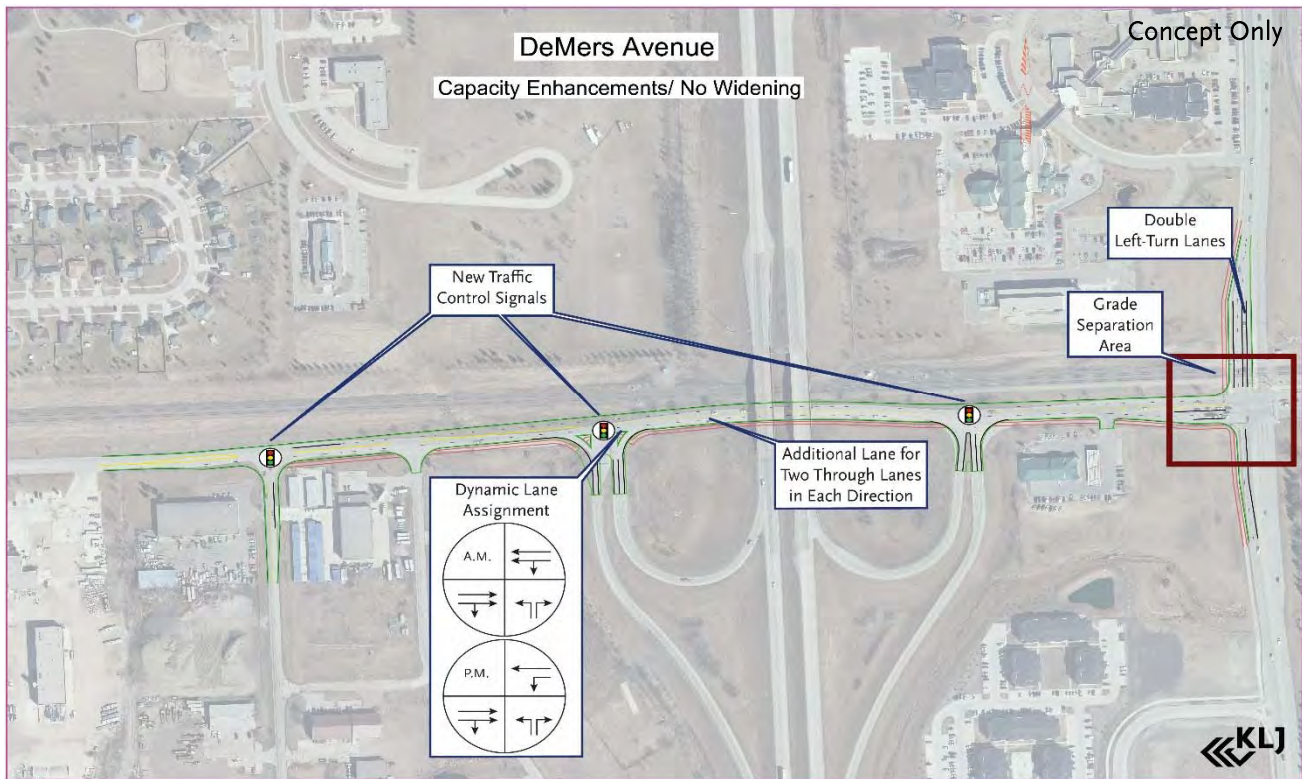 Concept Only
DeMers Avenue
Capacity Enhancements/ No Widening
Double
Left-Turn Lanes
New Traffic
Control Signals
Grade
Separation
Area
Additional Lane for
Two Through Lanes
in Each Direction
Dynamic Lane
Assignment
A.M.
P.M.
KLJ